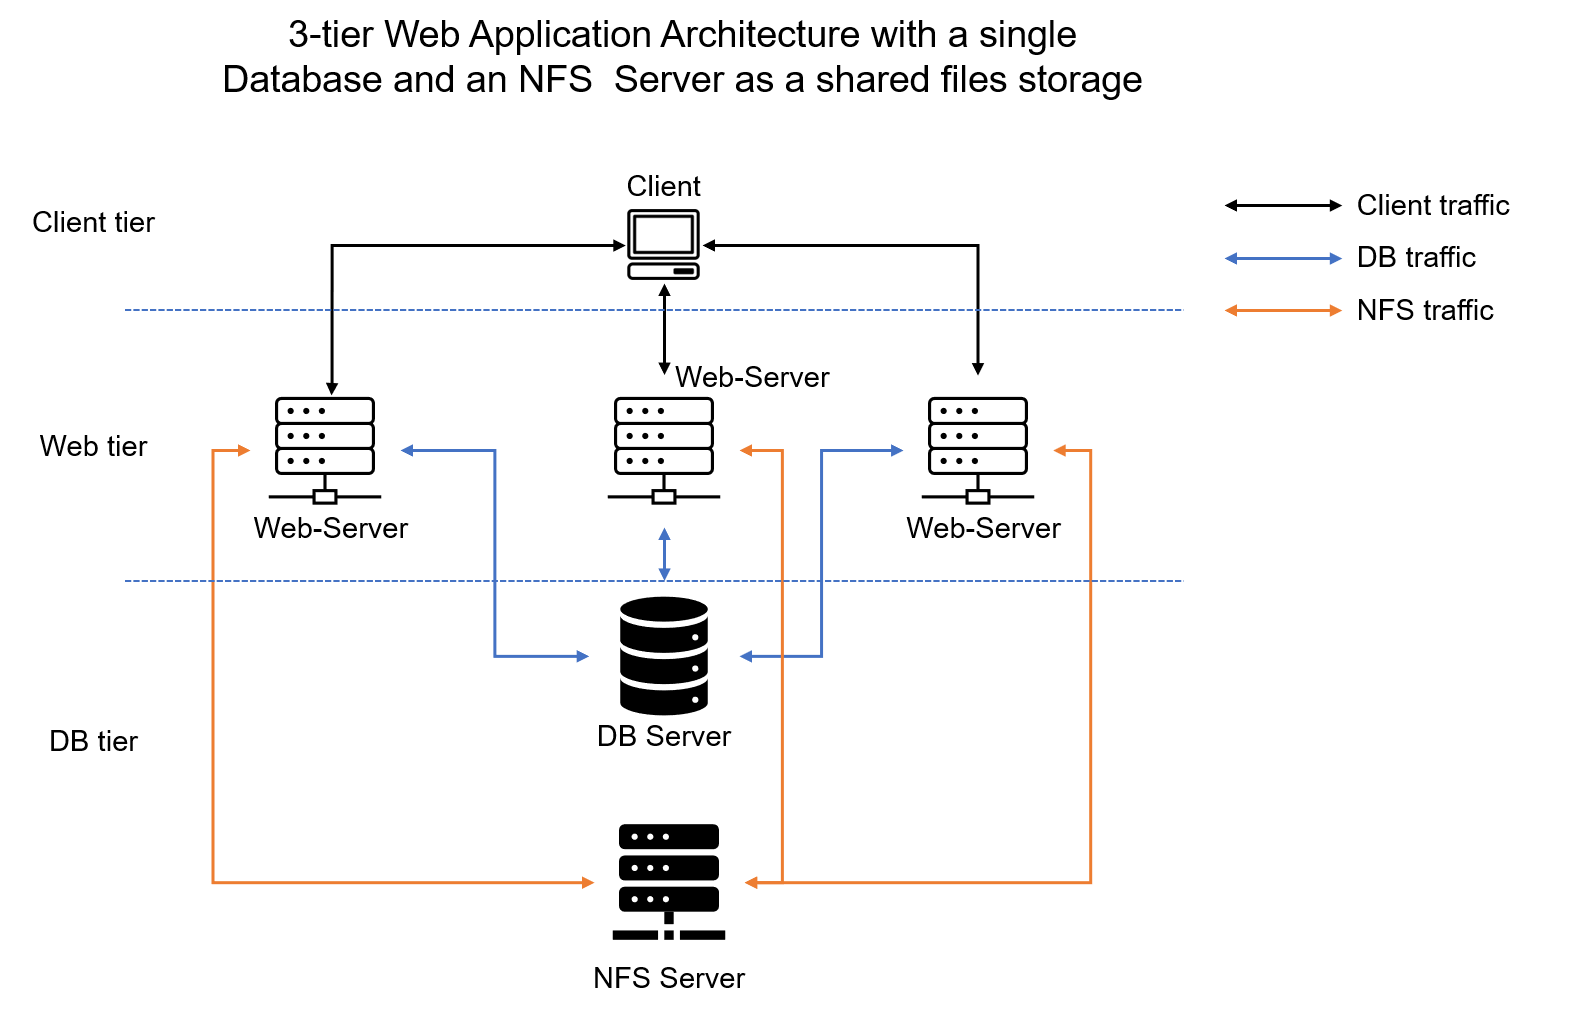 3-tier Web Application Architecture with a single
Database and an NFS  Server as a shared files storage
Client
Client tier
Client traffic
DB traffic
NFS traffic
Web-Server
Web tier
Web-Server
Web-Server
DB Server
DB tier
NFS Server